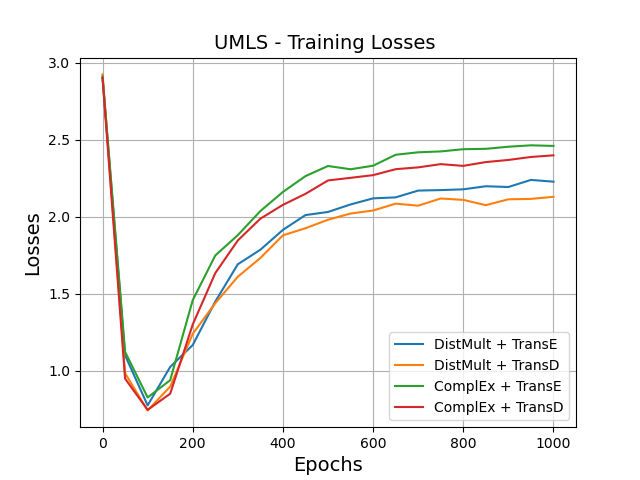 UMLS - Training Losses
3.0
2.5
2.0
1.5
1.0
Losses
0 200 400 600 800 1000
Epochs
DistMult + TransE
DistMult + TransD
ComplEx + TransE
ComplEx + TransD